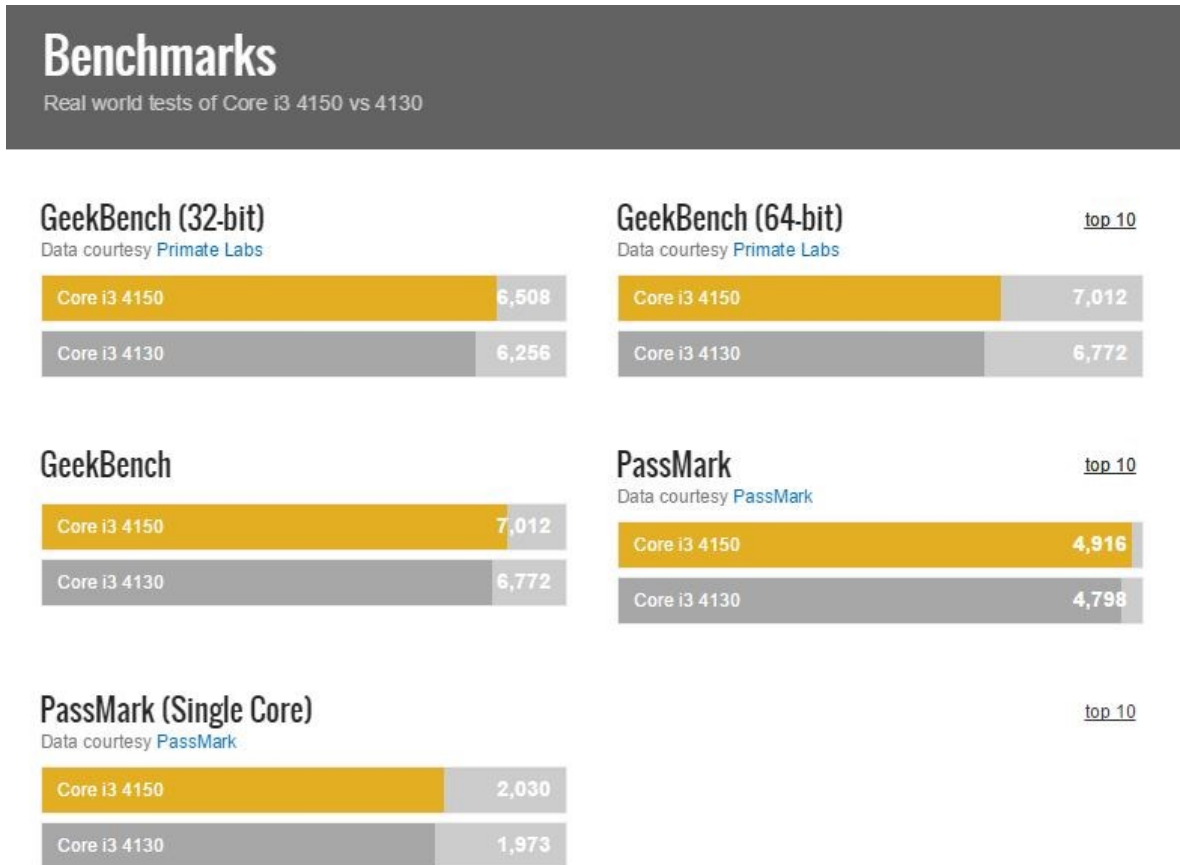 Benchmarks
Real world tests of Core i3 4150 vs 4130
GeekBench (32-bit)
Data courtesy Primate Labs
Core i3 4150 6,508
Core i3 4130 6,256
GeekBench (64-bit) top 10
Data courtesy Primate Labs
Core i3 4150 7,012
Core i3 4130 6,772
GeekBench
Core i3 4150 7,012
Core i3 4130 6,772
PassMark top 10
Data courtesy PassMark
Core i3 4150 4,916
Core i3 4130 4,798
PassMark (Single Core) top 10
Data courtesy PassMark
Core i3 4150 2,030
Core i3 4130 1,973